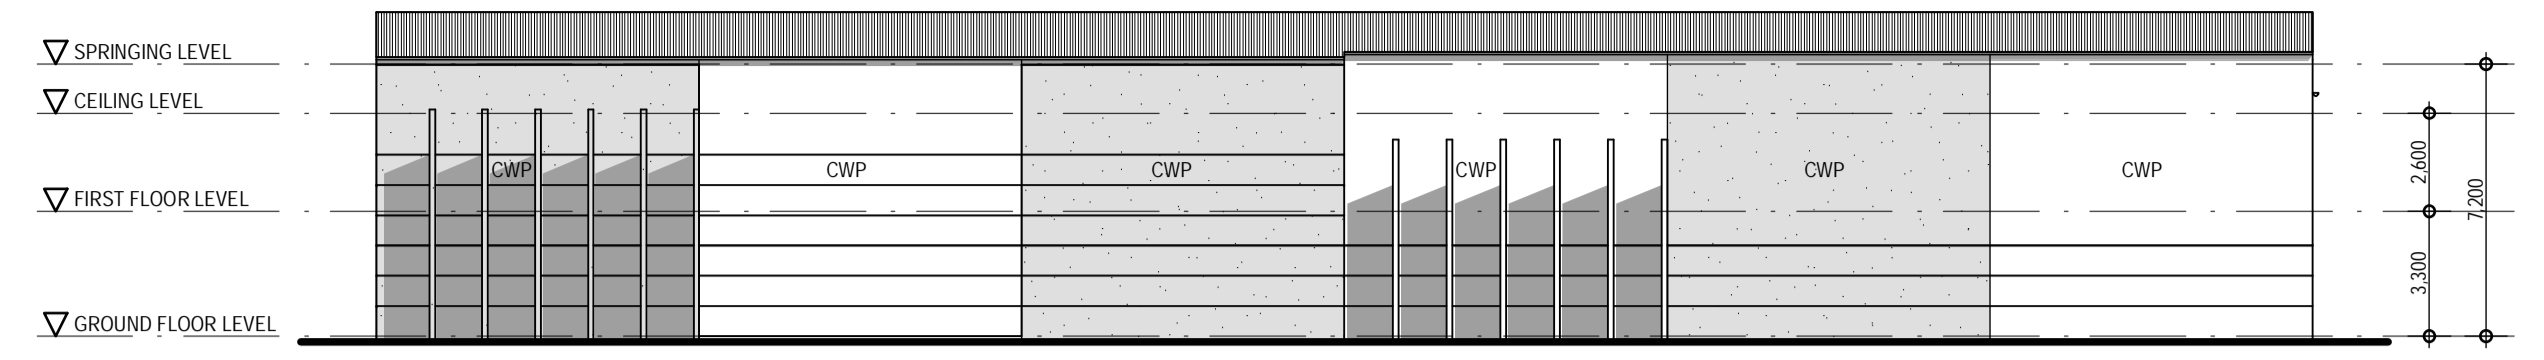 SPRINGING LEVEL
CEILING LEVEL
CWP CWP CWP CWP CWP CWP
2,600
FIRST FLOOR LEVEL
7,200
3,300
GROUND FLOOR LEVEL